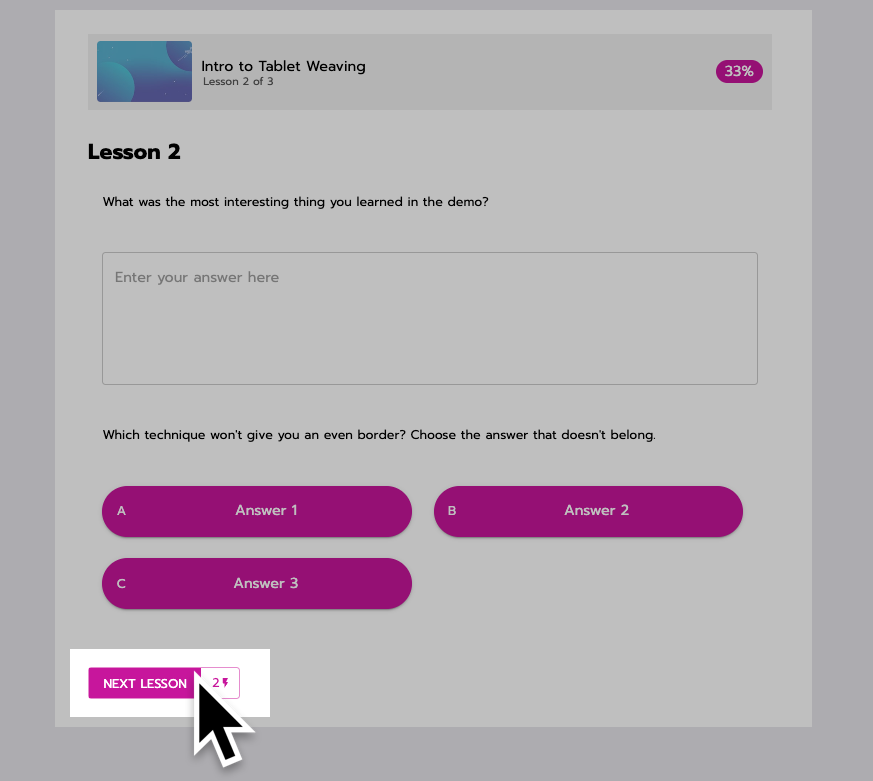 Intro to Tablet Weaving
Lesson 2 of 3
33%
Lesson 2
What was the most interesting thing you learned in the demo?
Enter your answer here
Which technique won't give you an even border? Choose the answer that doesn't belong.
A Answer 1
B Answer 2
C Answer 3
NEXT LESSON 2